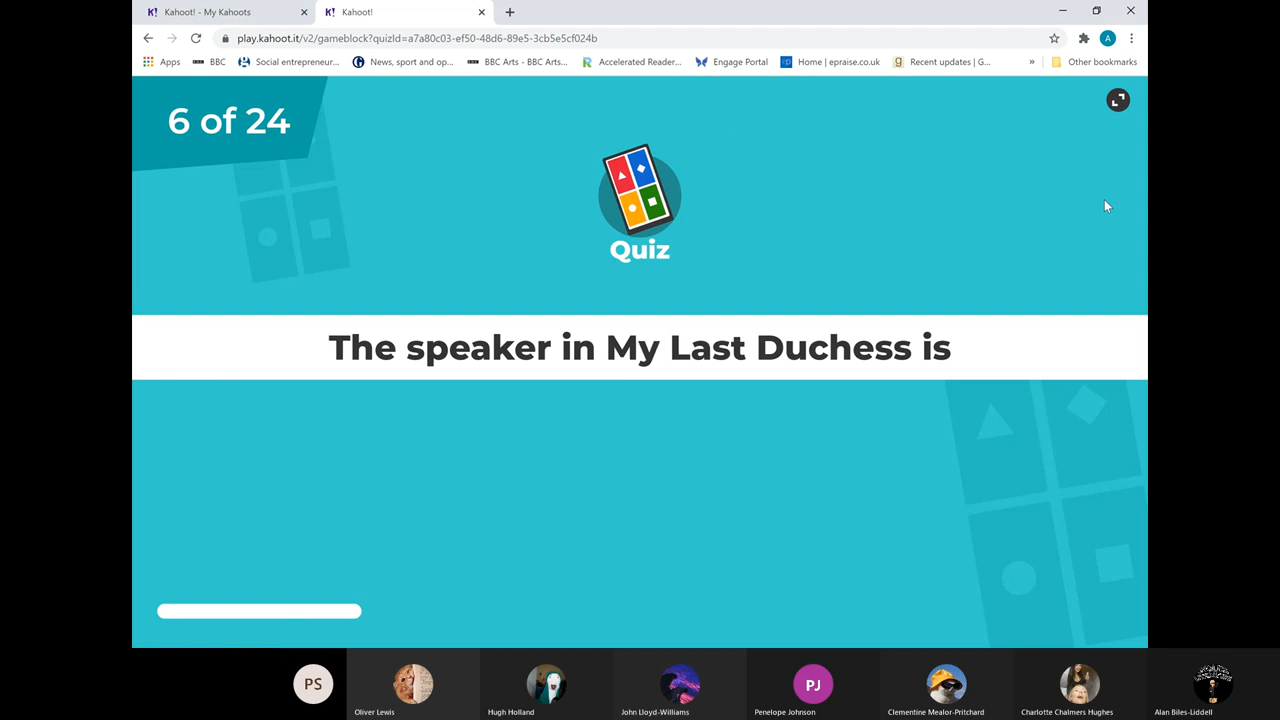 K! Kahoot! - My Kahoots
K! Kahoot!
play.kahoot.it/v2/gameblock?quizId=a7a80c03-ef50-48d6-89e5-3cb5e5cf024b
A
Apps
BBC
Social entrepreneur...
News, sport and op...
BBC Arts - BBC Arts...
R Accelerated Reader...
Engage Portal
ep Home | epraise.co.uk
g Recent updates | G...
»
Other bookmarks
6 of 24
Quiz
The speaker in My Last Duchess is
PS
Oliver Lewis
Hugh Holland
John Lloyd-Williams
PJ
Penelope Johnson
Clementine Mealor-Pritchard
Charlotte Chalmers Hughes
Alan Biles-Liddell